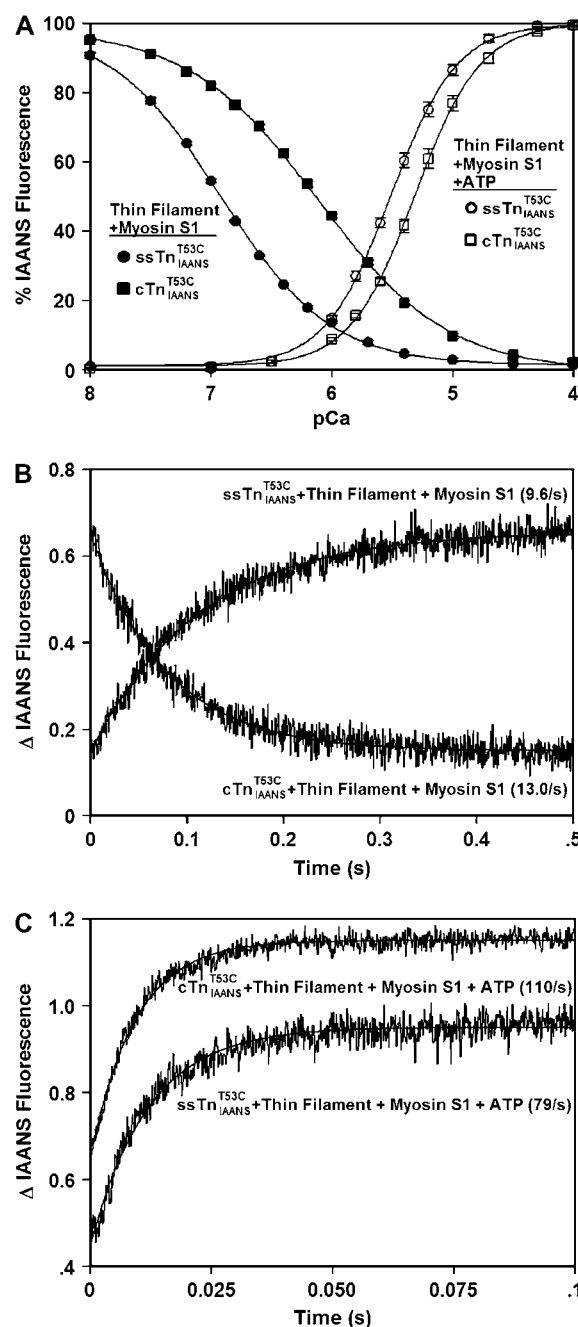 A
% IAANS Fluorescence
100
80
60
40
20
0
Thin Filament
+Myosin S1
ssTn T53C IAANS
cTn T53C IAANS
Thin Filament
+Myosin S1
+ATP
ssTn T53C IAANS
cTn T53C IAANS
8 7 6 5 4
pCa
B
Δ IAANS Fluorescence
0.8
0.6
0.4
0.2
0
ssTn T53C IAANS +Thin Filament + Myosin S1 (9.6/s)
cTn T53C IAANS +Thin Filament + Myosin S1 (13.0/s)
0 0.1 0.2 0.3 0.4 .5
Time (s)
C
Δ IAANS Fluorescence
1.2
1.0
0.8
0.6
.4
cTn T53C IAANS +Thin Filament + Myosin S1 + ATP (110/s)
ssTn T53C IAANS +Thin Filament + Myosin S1 + ATP (79/s)
0 0.025 0.050 0.075 .1
Time (s)